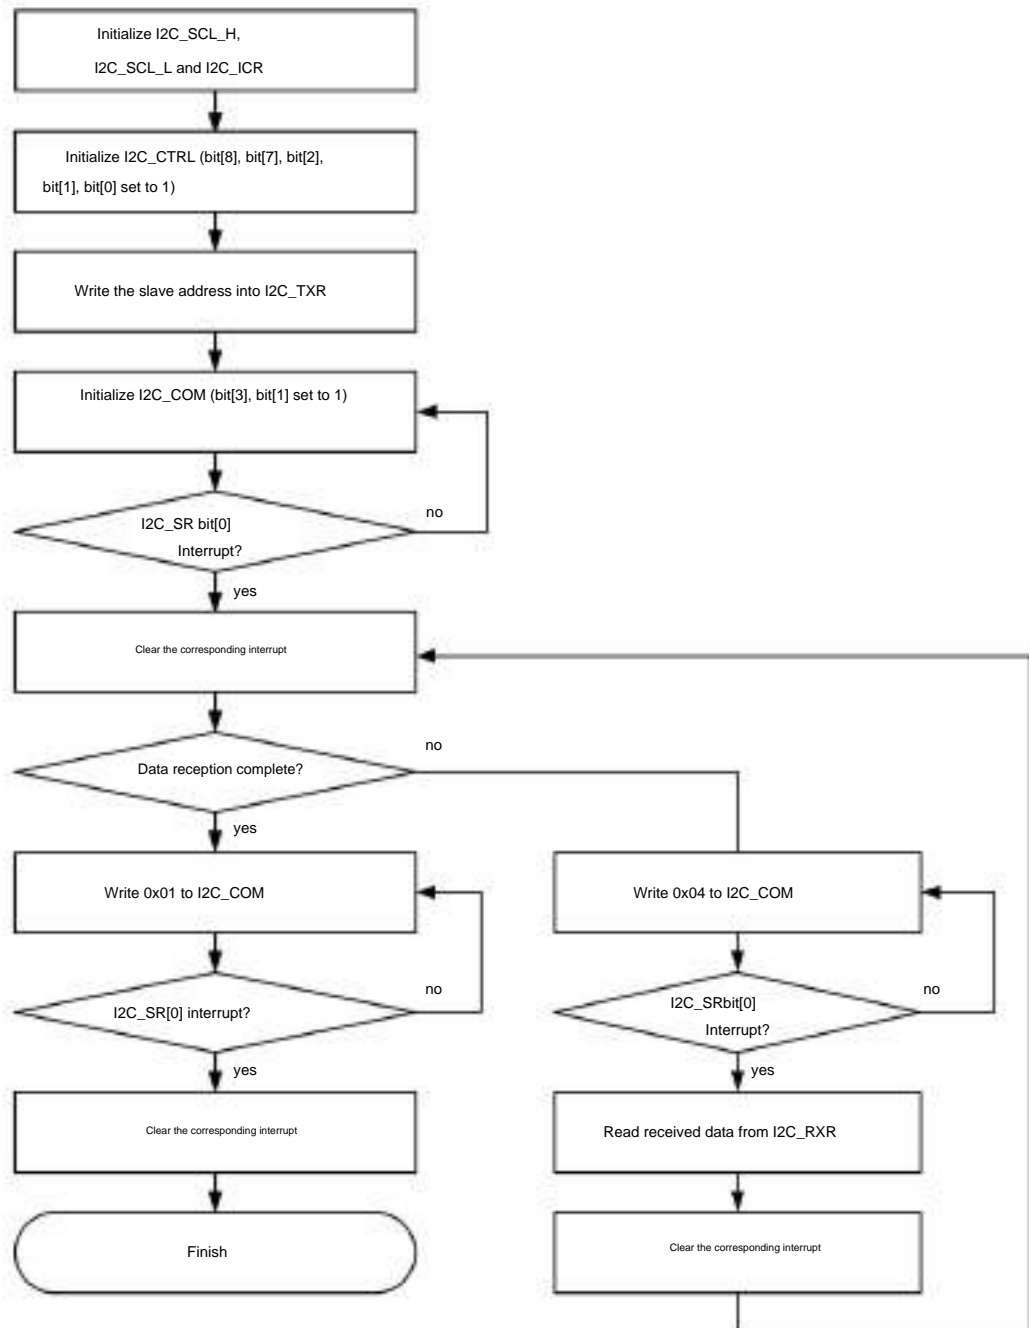 Initialize I2C_SCL_H,
I2C_SCL_L and I2C_ICR
Initialize I2C_CTRL (bit[8], bit[7], bit[2],
bit[1], bit[0] set to 1)
Write the slave address into I2C_TXR
Initialize I2C_COM (bit[3], bit[1] set to 1)
I2C_SR bit[0]
Interrupt?
no
yes
Clear the corresponding interrupt
Data reception complete?
no
yes
Write 0x01 to I2C_COM
I2C_SR[0] interrupt?
no
yes
Clear the corresponding interrupt
Finish
Write 0x04 to I2C_COM
I2C_SRbit[0]
Interrupt?
no
yes
Read received data from I2C_RXR
Clear the corresponding interrupt